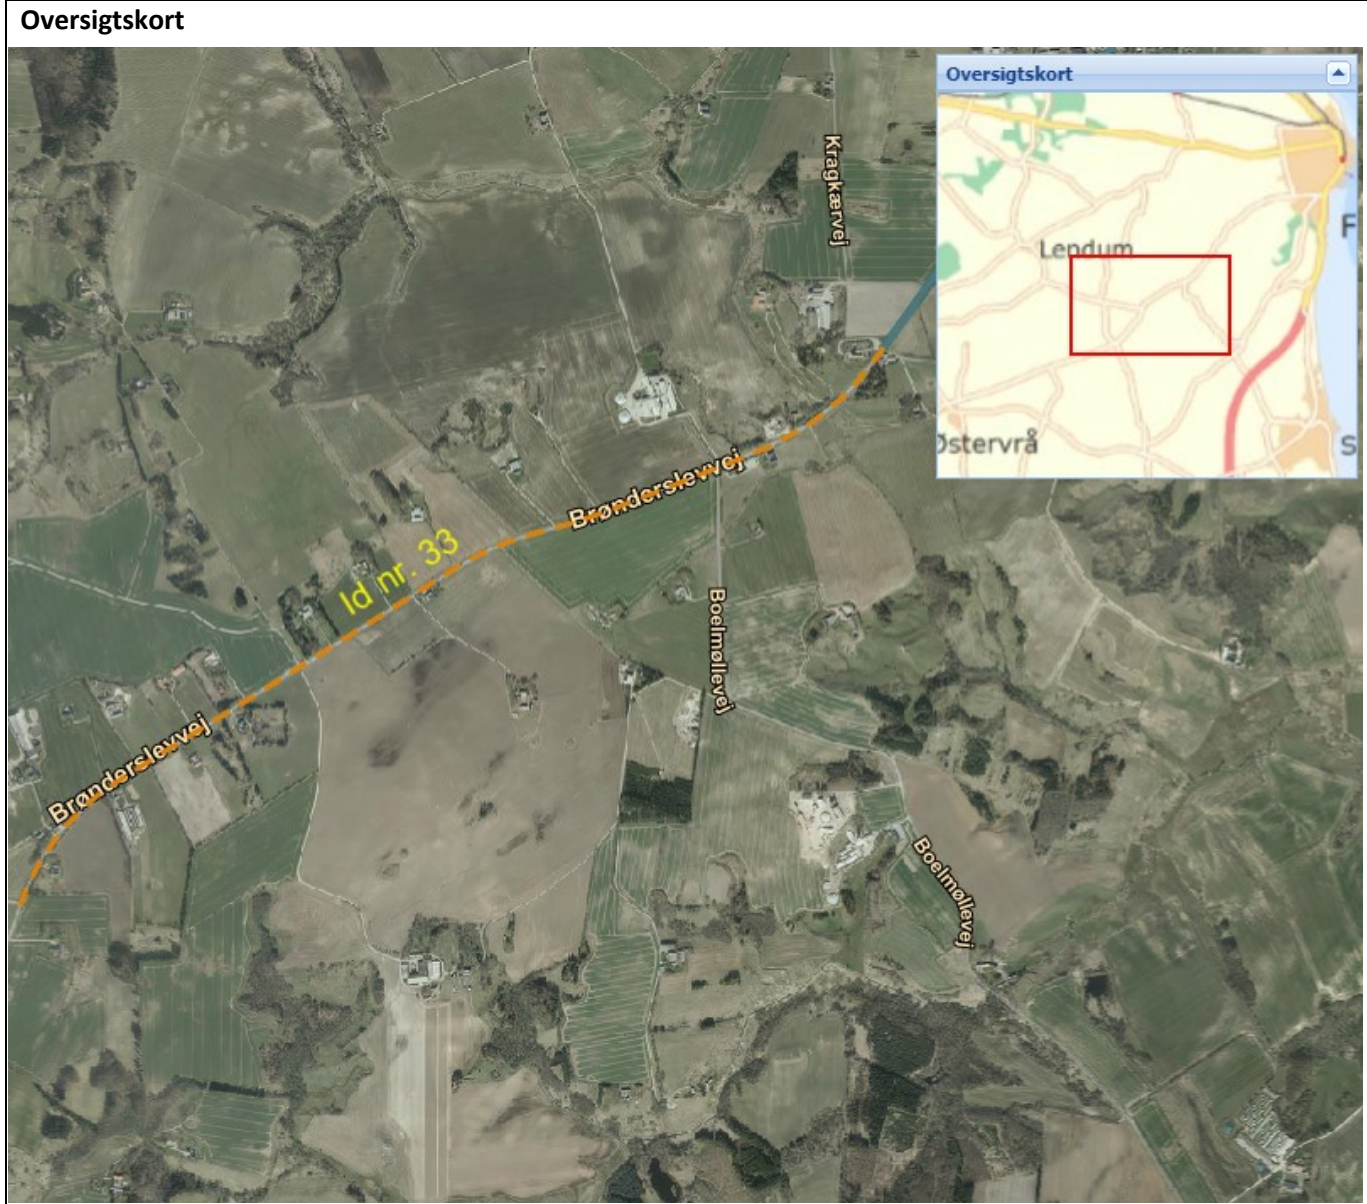 Oversigtskort
Oversigtskort
Kragkærvej
Lendum
F
Østervrå
S
Brønderslevvej
Id nr. 33
Boelmøllevej
Brønderslevvej
Boelmøllevej